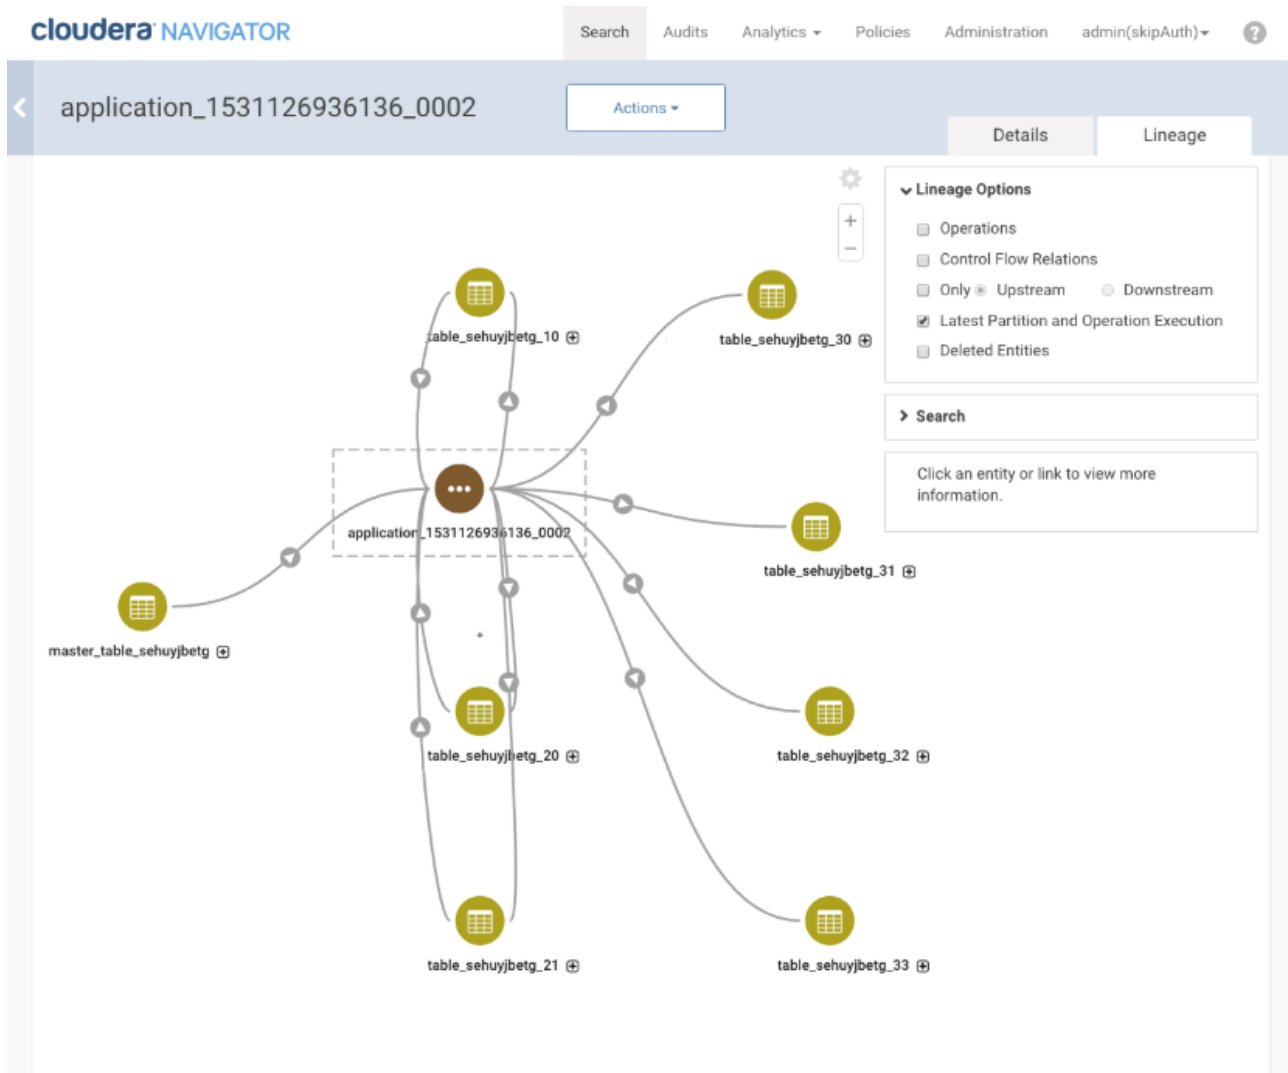 cloudera NAVIGATOR
Search Audits Analytics Policies Administration admin(skipAuth) ?
application_1531126936136_0002
Actions
Details Lineage
Lineage Options
Operations
Control Flow Relations
Only Upstream Downstream
Latest Partition and Operation Execution
Deleted Entities
Search
Click an entity or link to view more
information.
table_sehuyjbetg_10
table_sehuyjbetg_30
application_1531126936136_0002
table_sehuyjbetg_31
master_table_sehuyjbetg
table_sehuyjbetg_20
table_sehuyjbetg_32
table_sehuyjbetg_21
table_sehuyjbetg_33